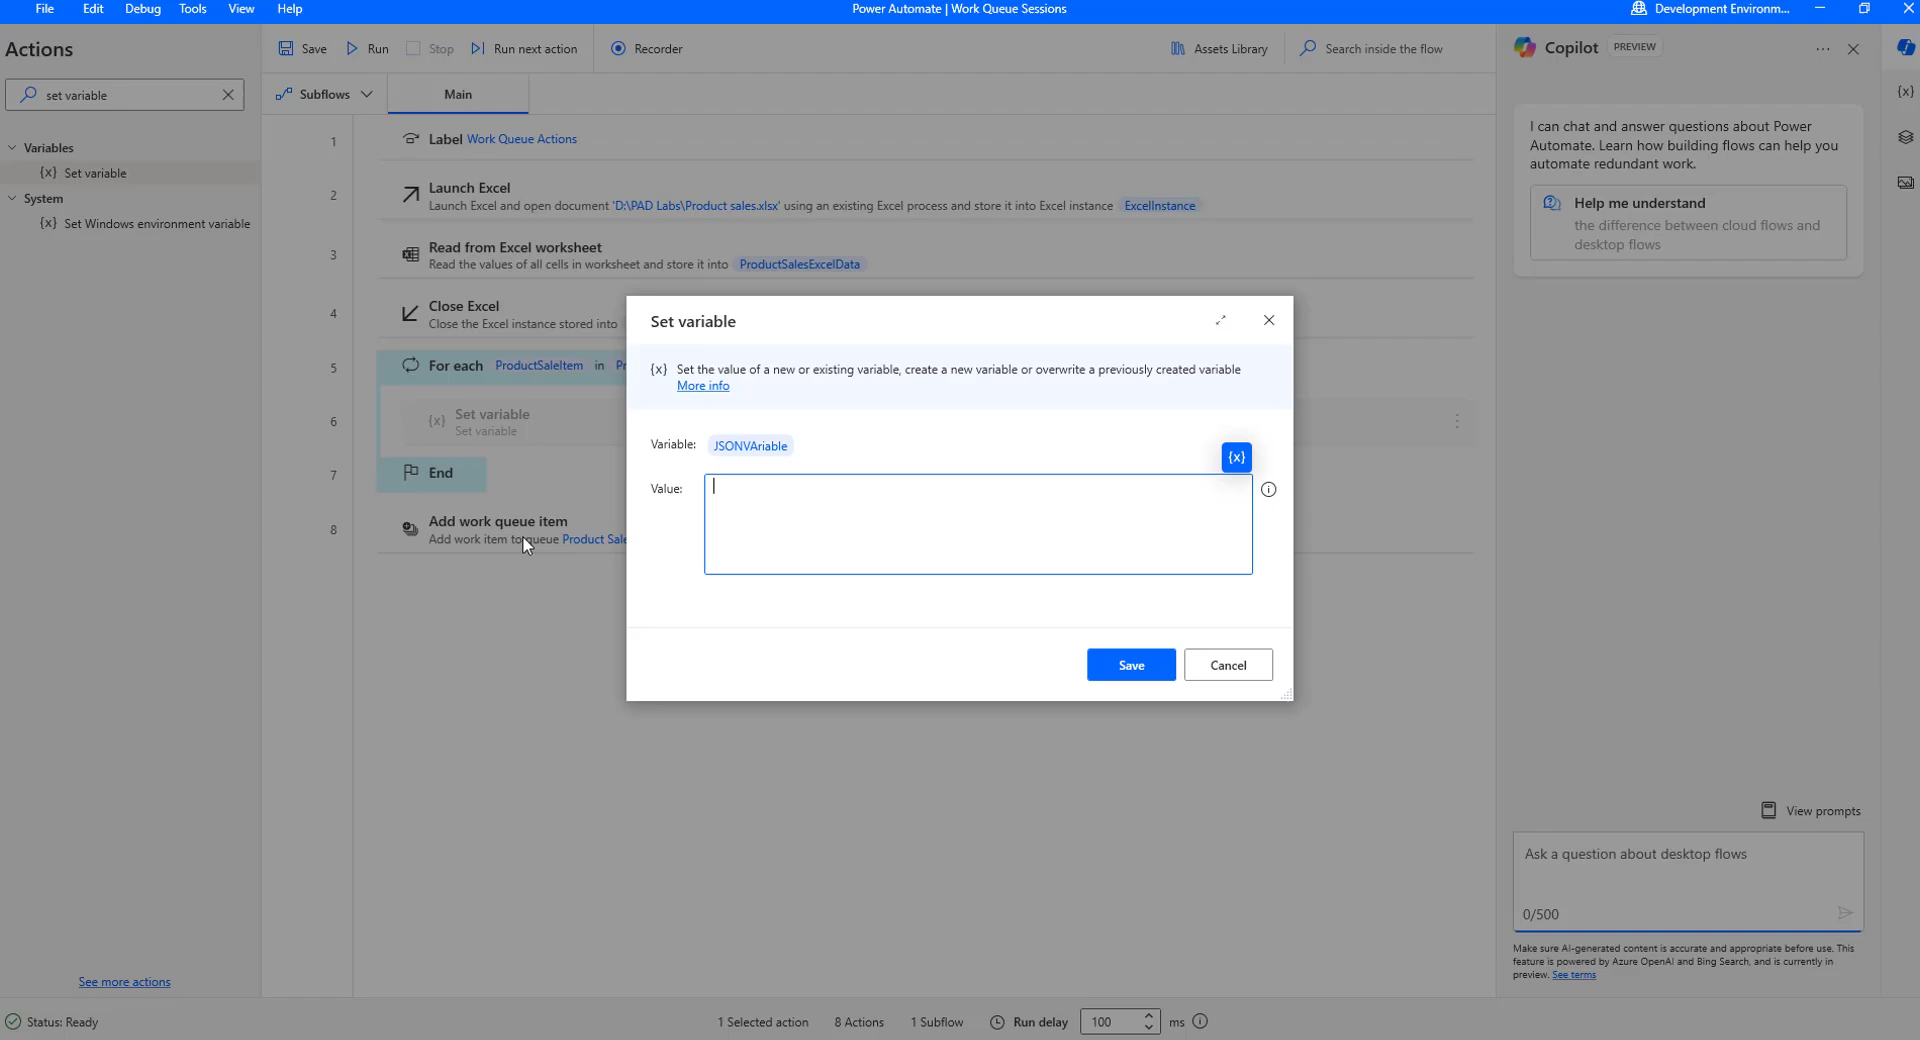 File Edit Debug Tools View Help
Power Automate | Work Queue Sessions
Development Environm...
Actions
Save Run Stop Run next action Recorder
Assets Library Search inside the flow
Copilot PREVIEW
set variable
Subflows Main
Variables
{x} Set variable
System
{x} Set Windows environment variable
1 Label Work Queue Actions
2 Launch Excel
Launch Excel and open document 'D:\PAD Labs\Product sales.xlsx' using an existing Excel process and store it into Excel instance ExcelInstance
3 Read from Excel worksheet
Read the values of all cells in worksheet and store it into ProductSalesExcelData
4 Close Excel
Close the Excel instance stored into
5 For each ProductSaleItem in Pr
6 {x} Set variable
Set variable
7 End
8 Add work queue item
Add work item to queue Product Sale
Set variable
{x} Set the value of a new or existing variable, create a new variable or overwrite a previously created variable
More info
Variable: JSONVAriable
{x}
Value:
Save Cancel
I can chat and answer questions about Power
Automate. Learn how building flows can help you
automate redundant work.
Help me understand
the difference between cloud flows and
desktop flows
{x}
View prompts
Ask a question about desktop flows
0/500
Make sure AI-generated content is accurate and appropriate before use. This
feature is powered by Azure OpenAI and Bing Search, and is currently in
preview. See terms
See more actions
Status: Ready
1 Selected action 8 Actions 1 Subflow Run delay 100 ms